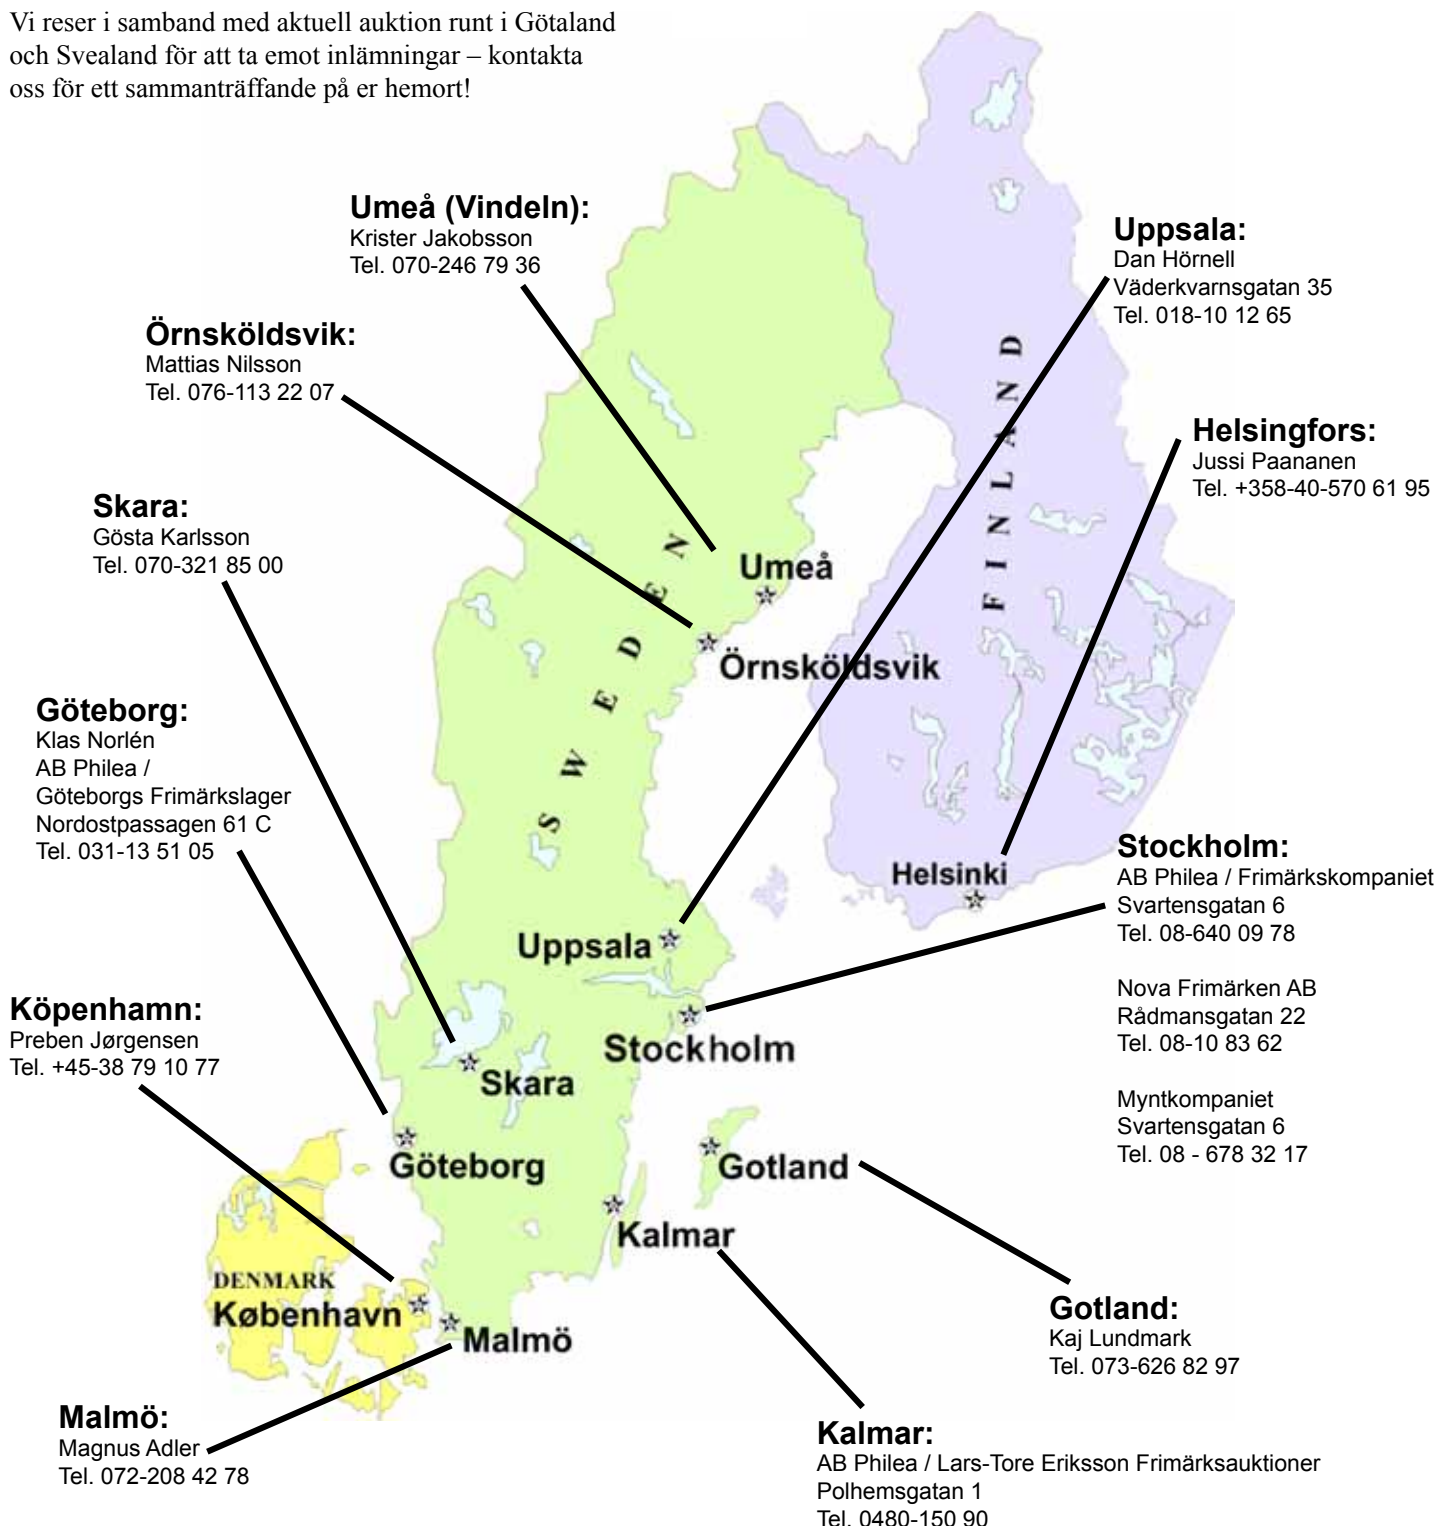 Vi reser i samband med aktuell auktion runt i Götaland
och Svealand för att ta emot inlämningar – kontakta
oss för ett sammanträffande på er hemort!
Umeå (Vindeln):
Krister Jakobsson
Tel. 070-246 79 36
Uppsala:
Dan Hörnell
Väderkvarnsgatan 35
Tel. 018-10 12 65
Örnsköldsvik:
Mattias Nilsson
Tel. 076-113 22 07
Helsingfors:
Jussi Paananen
Tel. +358-40-570 61 95
Skara:
Gösta Karlsson
Tel. 070-321 85 00
Göteborg:
Klas Norlén
AB Philea /
Göteborgs Frimärkslager
Nordostpassagen 61 C
Tel. 031-13 51 05
Stockholm:
AB Philea / Frimärkskompaniet
Svartensgatan 6
Tel. 08-640 09 78
Nova Frimärken AB
Rådmansgatan 22
Tel. 08-10 83 62
Myntkompaniet
Svartensgatan 6
Tel. 08 - 678 32 17
Köpenhamn:
Preben Jørgensen
Tel. +45-38 79 10 77
Gotland:
Kaj Lundmark
Tel. 073-626 82 97
Malmö:
Magnus Adler
Tel. 072-208 42 78
Kalmar:
AB Philea / Lars-Tore Eriksson Frimärksauktioner
Polhemsgatan 1
Tel. 0480-150 90
SWEDEN
FINLAND
Umeå
Örnsköldsvik
Helsinki
Uppsala
Stockholm
Skara
Göteborg
Gotland
Kalmar
DENMARK
København
Malmö